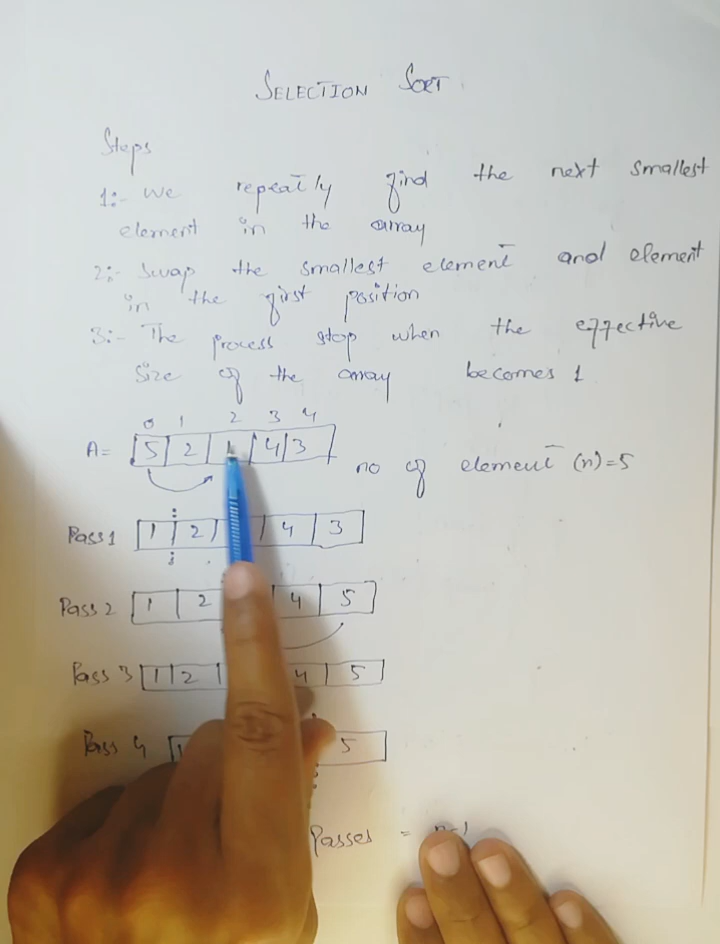 SELECTION SORT
Steps
1:- We repeatly find the next smallest
element in the array
2:- Swap the smallest element and element
in the first position
3:- The process stop when the effective
Size of the array becomes 1
0 1 2 3 4
A= 5 2 1 4 3
no of element (n)=5
Pass 1 1 2 4 3
Pass 2 1 2 4 5
Pass 3 1 2 4 5
Pass 4 5
Passes = n-1